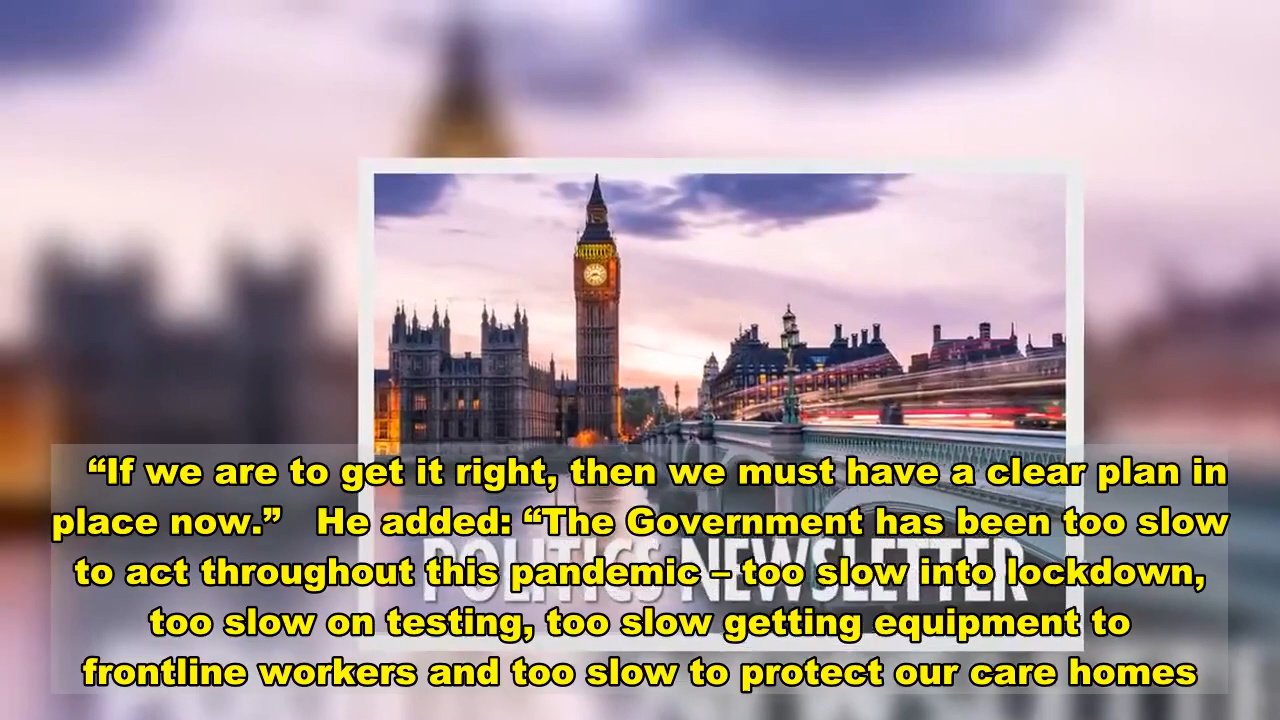 “If we are to get it right, then we must have a clear plan in
place now.”   He added: “The Government has been too slow
to act throughout this pandemic – too slow into lockdown,
POLITICS NEWSLETTER
too slow on testing, too slow getting equipment to
frontline workers and too slow to protect our care homes